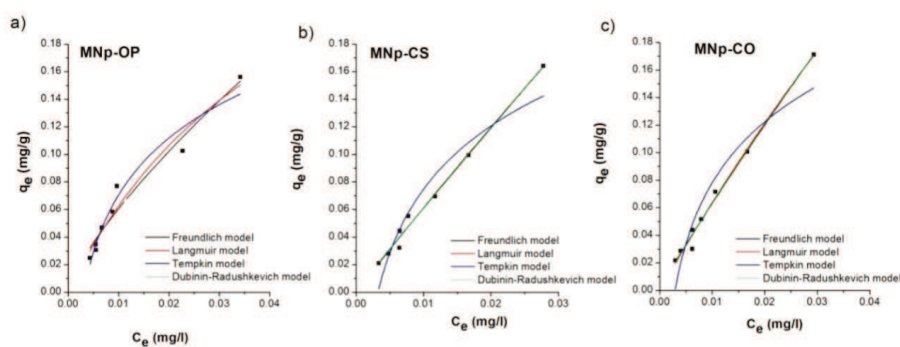 a)
MNp-OP
qe (mg/g)
0.18
0.16
0.14
0.12
0.10
0.08
0.06
0.04
0.02
0.00
Freundlich model
Langmuir model
Tempkin model
Dubinin-Radushkevich model
0.00 0.01 0.02 0.03 0.04
Ce (mg/l)
b)
MNp-CS
qe (mg/g)
0.18
0.16
0.14
0.12
0.10
0.08
0.06
0.04
0.02
0.00
Freundlich model
Langmuir model
Tempkin model
Dubinin-Radushkevich model
0.00 0.01 0.02 0.03
Ce (mg/l)
c)
MNp-CO
qe (mg/g)
0.18
0.16
0.14
0.12
0.10
0.08
0.06
0.04
0.02
0.00
Freundlich model
Langmuir model
Tempkin model
Dubinin-Radushkevich model
0.00 0.01 0.02 0.03 0.04
Ce (mg/l)